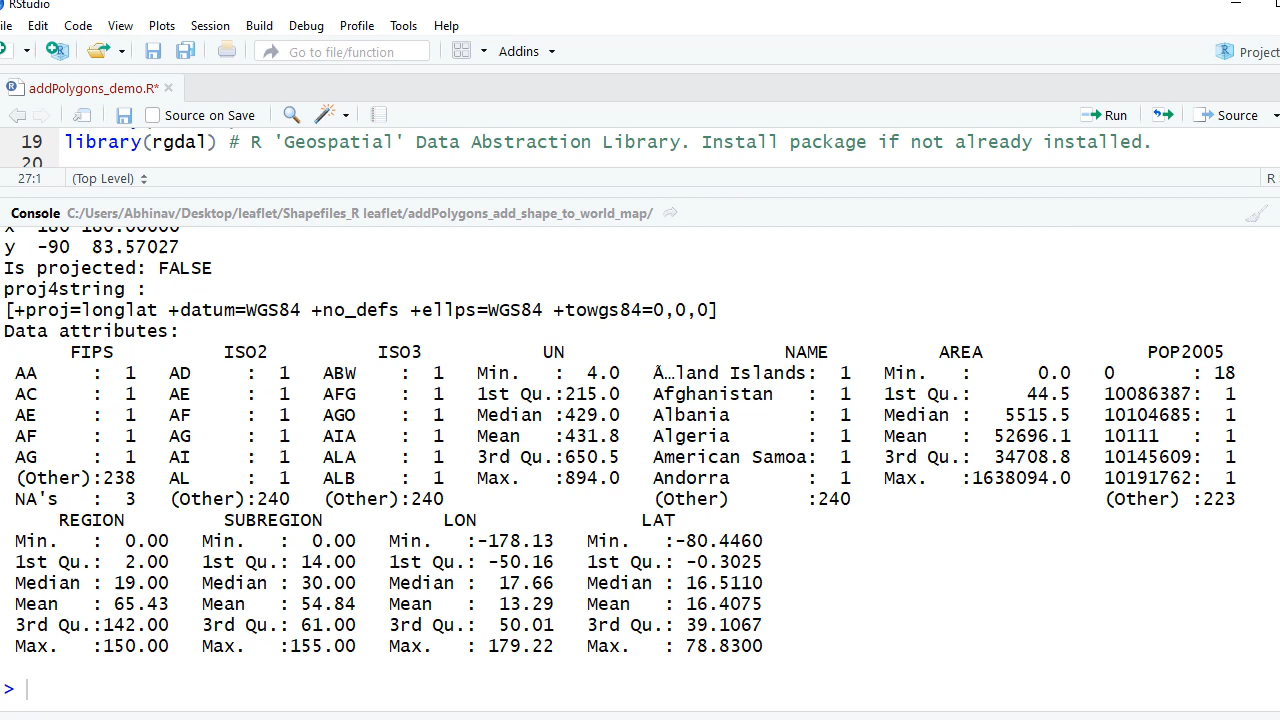 RStudio
ile Edit Code View Plots Session Build Debug Profile Tools Help
Go to file/function Addins Project
addPolygons_demo.R*
Source on Save Run Source
19 library(rgdal) # R 'Geospatial' Data Abstraction Library. Install package if not already installed.
20
27:1 (Top Level) R
Console C:/Users/Abhinav/Desktop/leaflet/Shapefiles_R leaflet/addPolygons_add_shape_to_world_map/
x -180 180.00000
y -90 83.57027
Is projected: FALSE
proj4string :
[+proj=longlat +datum=WGS84 +no_defs +ellps=WGS84 +towgs84=0,0,0]
Data attributes:
FIPS ISO2 ISO3 UN NAME AREA POP2005
AA : 1 AD : 1 ABW : 1 Min. : 4.0 Ã…land Islands: 1 Min. : 0.0 0 : 18
AC : 1 AE : 1 AFG : 1 1st Qu.:215.0 Afghanistan : 1 1st Qu.: 44.5 10086387: 1
AE : 1 AF : 1 AGO : 1 Median :429.0 Albania : 1 Median : 5515.5 10104685: 1
AF : 1 AG : 1 AIA : 1 Mean :431.8 Algeria : 1 Mean : 52696.1 10111 : 1
AG : 1 AI : 1 ALA : 1 3rd Qu.:650.5 American Samoa: 1 3rd Qu.: 34708.8 10145609: 1
(Other):238 AL : 1 ALB : 1 Max. :894.0 Andorra : 1 Max. :1638094.0 10191762: 1
NA's : 3 (Other):240 (Other):240 (Other) :240 (Other) :223
REGION SUBREGION LON LAT
Min. : 0.00 Min. : 0.00 Min. :-178.13 Min. :-80.4460
1st Qu.: 2.00 1st Qu.: 14.00 1st Qu.: -50.16 1st Qu.: -0.3025
Median : 19.00 Median : 30.00 Median : 17.66 Median : 16.5110
Mean : 65.43 Mean : 54.84 Mean : 13.29 Mean : 16.4075
3rd Qu.:142.00 3rd Qu.: 61.00 3rd Qu.: 50.01 3rd Qu.: 39.1067
Max. :150.00 Max. :155.00 Max. : 179.22 Max. : 78.8300
>